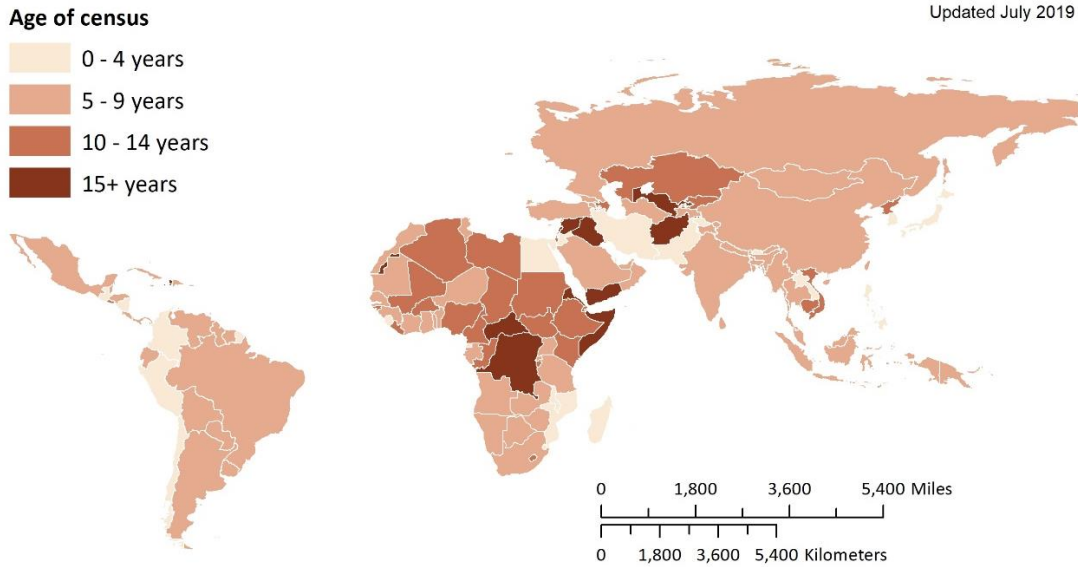 Age of census
Updated July 2019
0 - 4 years
5 - 9 years
10 - 14 years
15+ years
0 1,800 3,600 5,400 Miles
0 1,800 3,600 5,400 Kilometers